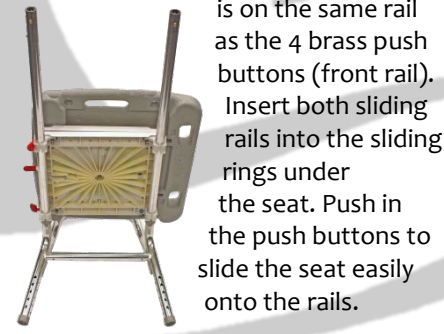 is on the same rail
as the 4 brass push
buttons (front rail).
Insert both sliding
rails into the sliding
rings under
the seat. Push in
the push buttons to
slide the seat easily
onto the rails.